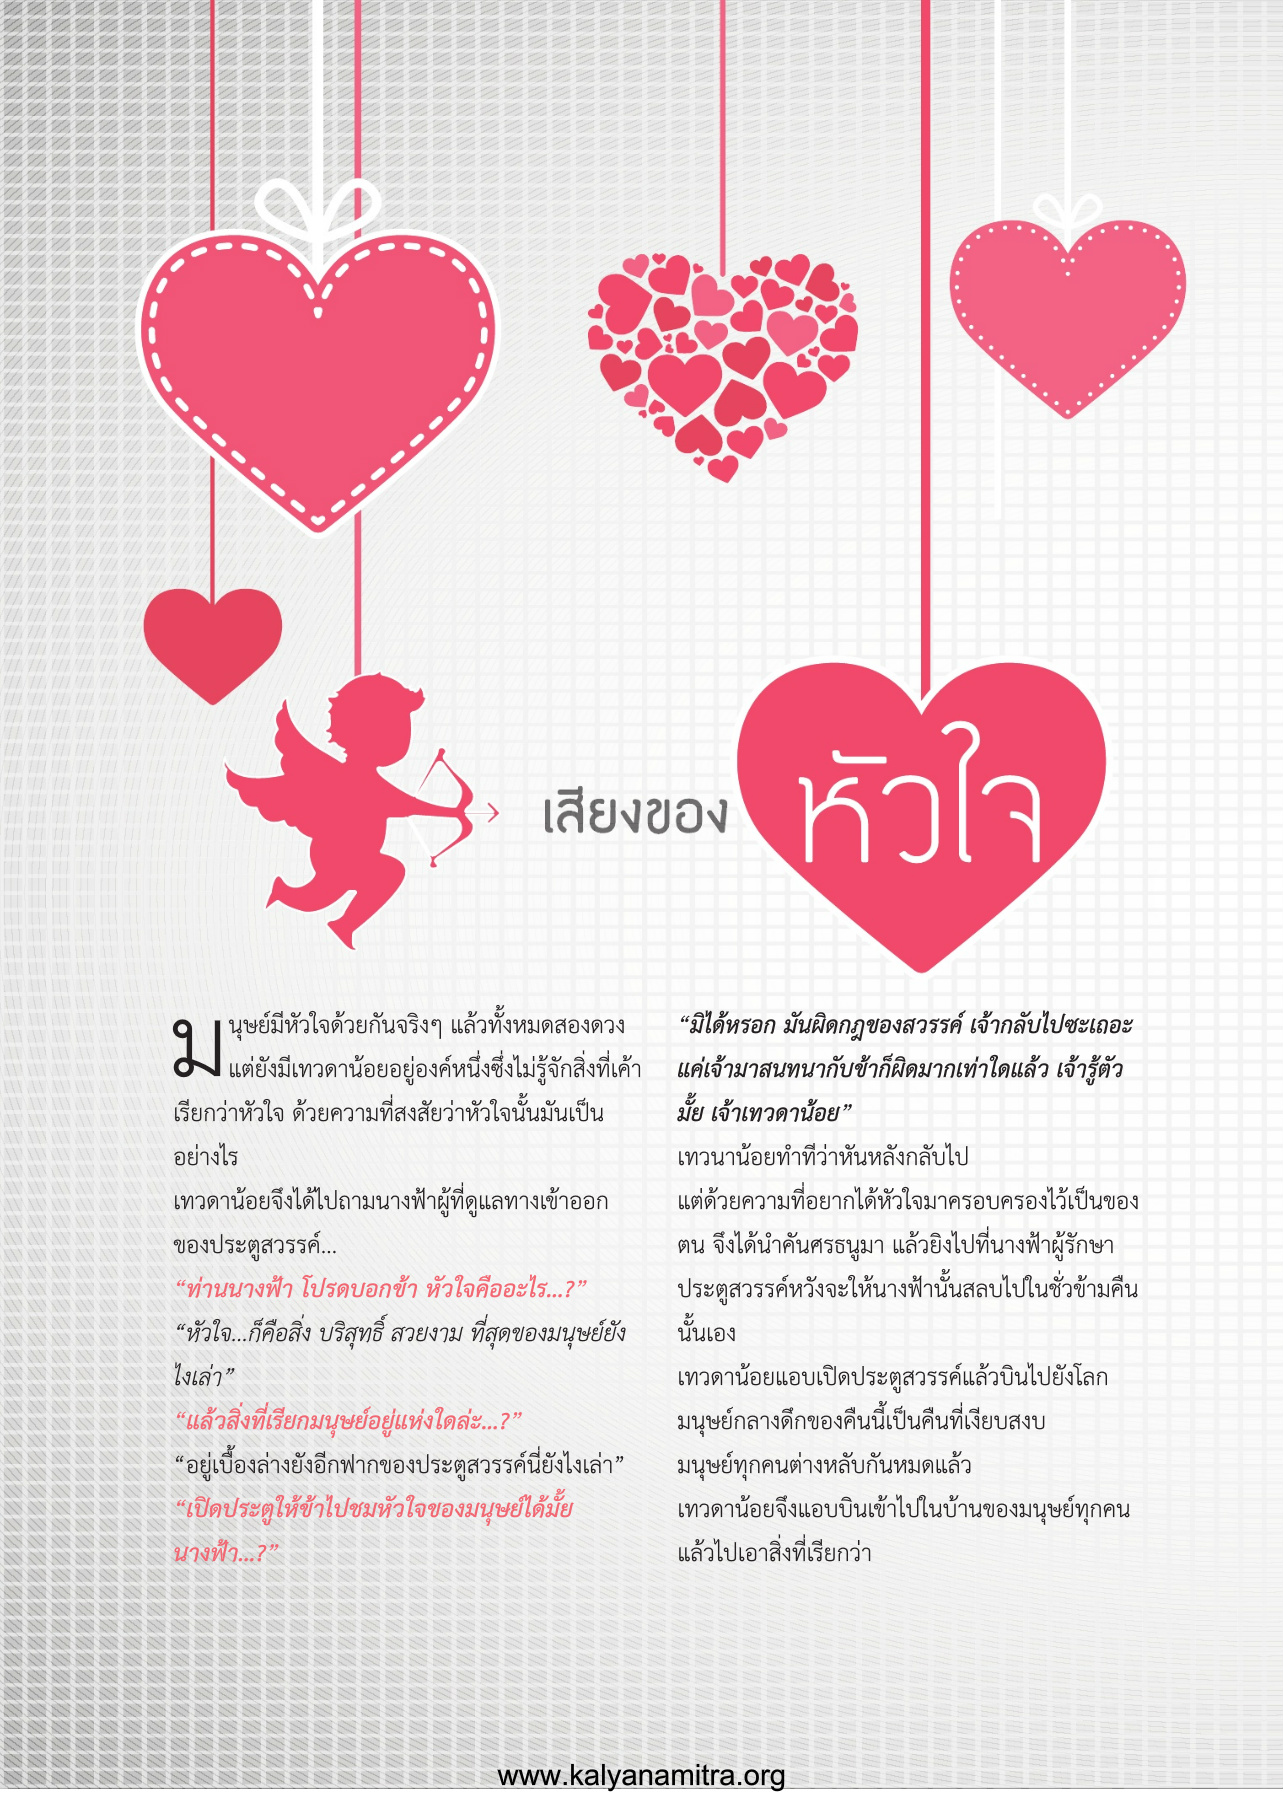 เสียงของ หัวใจ
มนุษย์มีหัวใจด้วยกันจริงๆ แล้วทั้งหมดสองดวง
แต่ยังมีเทวดาน้อยอยู่องค์หนึ่งซึ่งไม่รู้จักสิ่งที่เค้า
เรียกว่าหัวใจ ด้วยความที่สงสัยว่าหัวใจนั้นมันเป็น
อย่างไร
เทวดาน้อยจึงได้ไปถามนางฟ้าผู้ที่ดูแลทางเข้าออก
ของประตูสวรรค์...
“ท่านนางฟ้า โปรดบอกข้า หัวใจคืออะไร...?”
“หัวใจ...ก็คือสิ่ง บริสุทธิ์ สวยงาม ที่สุดของมนุษย์ยัง
ไงเล่า”
“แล้วสิ่งที่เรียกมนุษย์อยู่แห่งใดล่ะ...?”
“อยู่เบื้องล่างยังอีกฟากของประตูสวรรค์นี่ยังไงเล่า”
“เปิดประตูให้ข้าไปชมหัวใจของมนุษย์ได้มั้ย
นางฟ้า...?”
“มิได้หรอก มันผิดกฎของสวรรค์ เจ้ากลับไปซะเถอะ
แค่เจ้ามาสนทนากับข้าก็ผิดมากเท่าใดแล้ว เจ้ารู้ตัว
มั้ย เจ้าเทวดาน้อย”
เทวนาน้อยทำทีว่าหันหลังกลับไป
แต่ด้วยความที่อยากได้หัวใจมาครอบครองไว้เป็นของ
ตน จึงได้นำคันศรธนูมา แล้วยิงไปที่นางฟ้าผู้รักษา
ประตูสวรรค์หวังจะให้นางฟ้านั้นสลบไปในชั่วข้ามคืน
นั้นเอง
เทวดาน้อยแอบเปิดประตูสวรรค์แล้วบินไปยังโลก
มนุษย์กลางดึกของคืนนี้เป็นคืนที่เงียบสงบ
มนุษย์ทุกคนต่างหลับกันหมดแล้ว
เทวดาน้อยจึงแอบบินเข้าไปในบ้านของมนุษย์ทุกคน
แล้วไปเอาสิ่งที่เรียกว่า
www.kalyanamitra.org